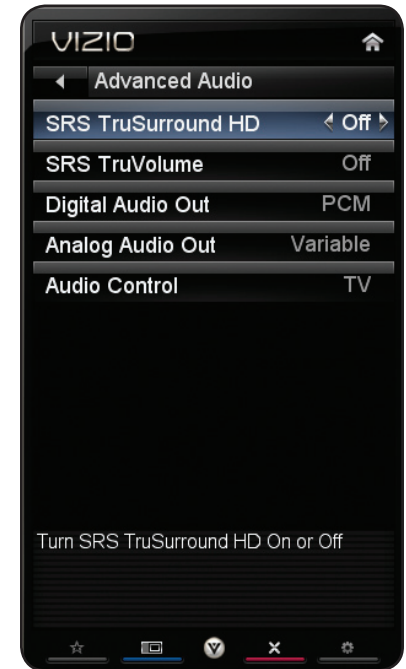 VIZIO
Advanced Audio
SRS TruSurround HD Off
SRS TruVolume Off
Digital Audio Out PCM
Analog Audio Out Variable
Audio Control TV
Turn SRS TruSurround HD On or Off
V